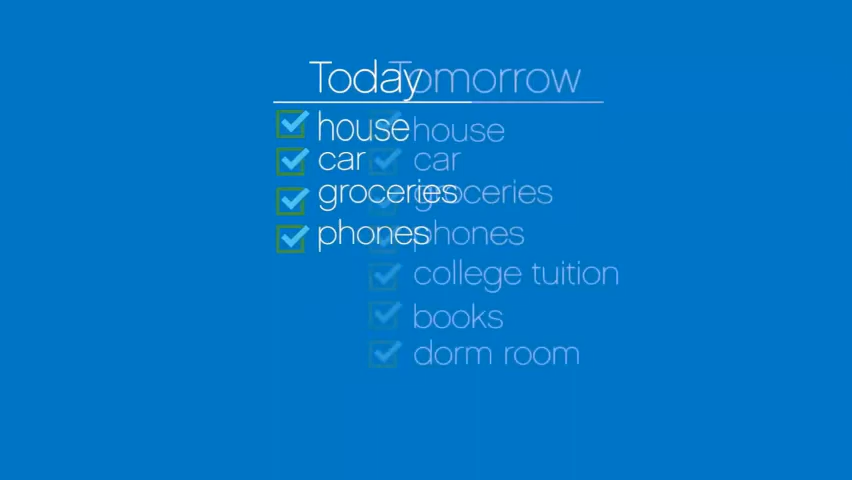 Today
house
car
groceries
phones
Tomorrow
house
car
groceries
phones
college tuition
books
dorm room